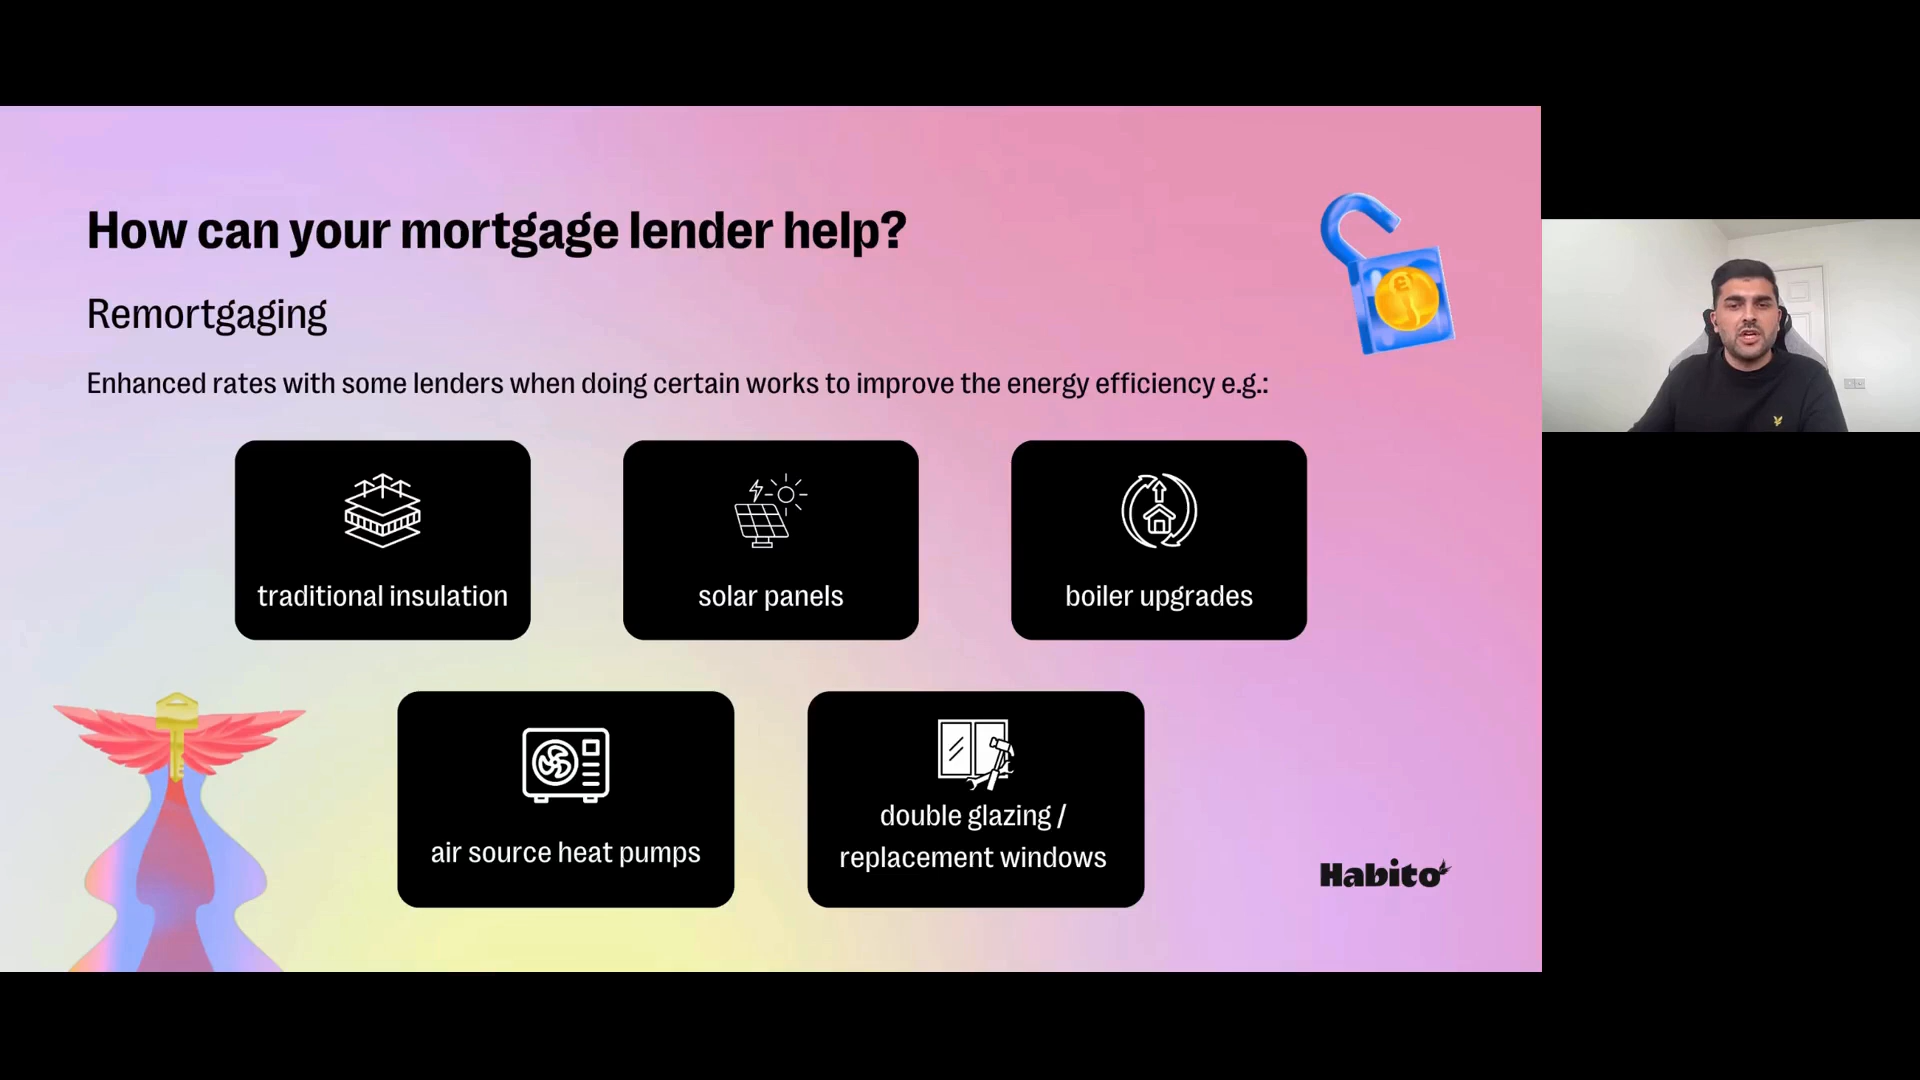 How can your mortgage lender help?
Remortgaging
Enhanced rates with some lenders when doing certain works to improve the energy efficiency e.g.:
traditional insulation
solar panels
boiler upgrades
air source heat pumps
double glazing /
replacement windows
Habito